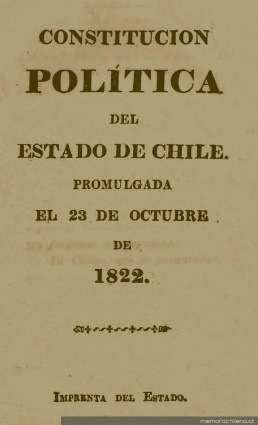 CONSTITUCION
POLÍTICA
DEL
ESTADO DE CHILE.
PROMULGADA
EL 23 DE OCTUBRE
DE
1822.
IMPRENTA DEL ESTADO.
memoriachilena.cl